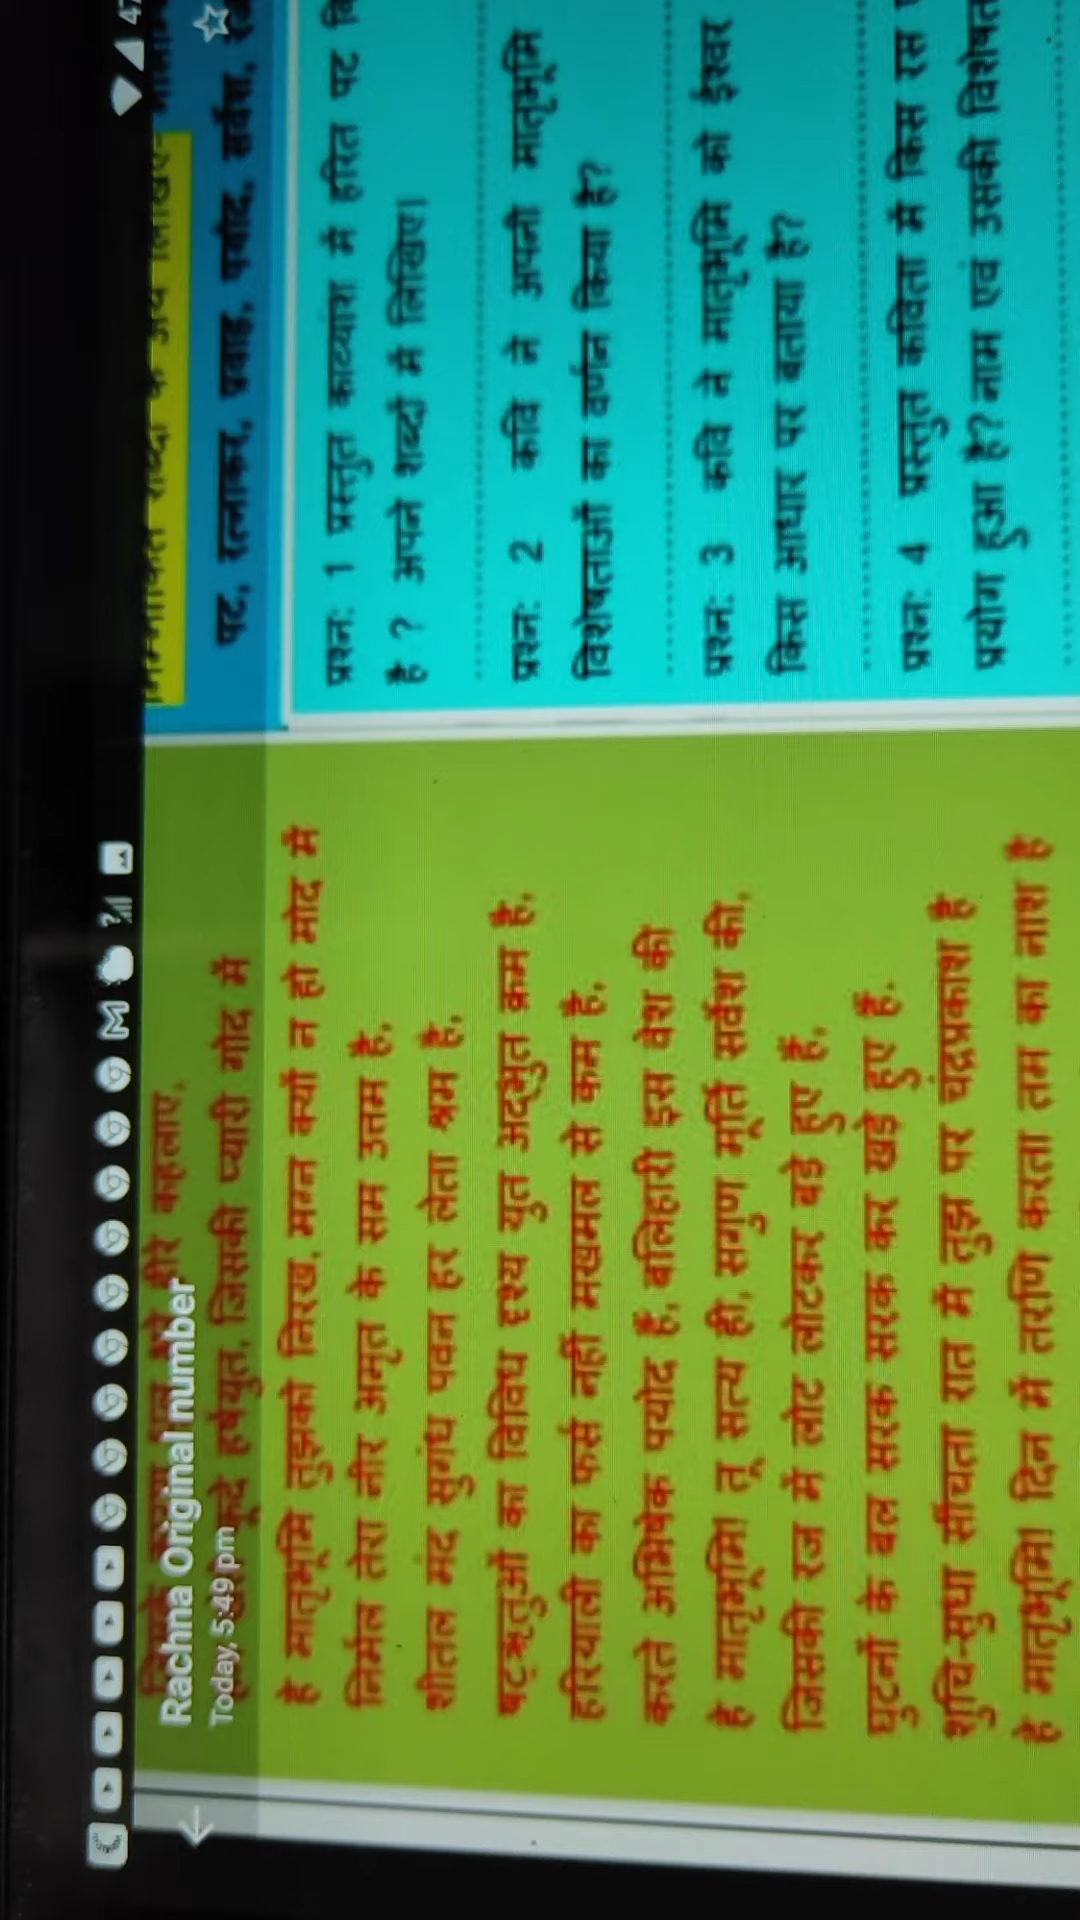 47
Rachna Original number
Today, 5:49 pm
हीरे कहलाए,
हर्षयुत, जिसकी प्यारी गोद में
हे मातृभूमि तुझको निरख, मग्न क्यों न हो मोद में
निर्मल तेरा नीर अमृत के सम उत्तम है,
शीतल मंद सुगंध पवन हर लेता श्रम है,
षट्ऋतुओं का विविध दृश्य युत अद्भुत क्रम है,
हरियाली का फर्स नहीं मखमल से कम है,
करते अभिषेक पयोद हैं, बलिहारी इस वेश की
हे मातृभूमि! तू सत्य ही, सगुण मूर्ति सर्वेश की,
जिसकी रज में लोट लोटकर बड़े हुए हैं,
घुटनों के बल सरक सरक कर खड़े हुए हैं,
शुचि-सुधा सींचता रात में तुझ पर चंद्रप्रकाश है
हे मातृभूमि! दिन में तरणि करता तम का नाश है
शब्दों के अर्थ लिखिए-
पट, रत्नाकर, प्रवाह, पयोद, सर्वेश,
प्रश्न: 1 प्रस्तुत काव्यांश में हरित पट
है ? अपने शब्दों में लिखिए।
प्रश्न: 2 कवि ने अपनी मातृभूमि
विशेषताओं का वर्णन किया है?
प्रश्न: 3 कवि ने मातृभूमि को ईश्वर
किस आधार पर बताया है?
प्रश्न: 4 प्रस्तुत कविता में किस रस
प्रयोग हुआ है? नाम एवं उसकी